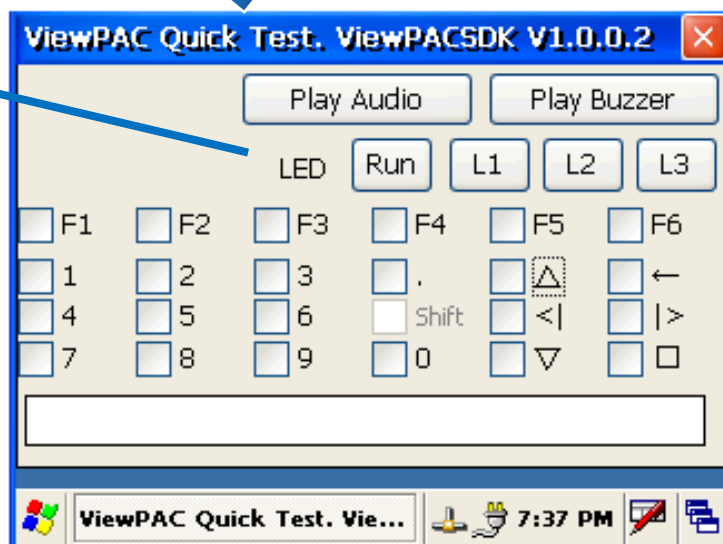 ViewPAC Quick Test. ViewPACSDK V1.0.0.2
Play Audio Play Buzzer
LED Run L1 L2 L3
F1 F2 F3 F4 F5 F6
1 2 3 . △ ←
4 5 6 Shift <| |>
7 8 9 0 ▽ □
ViewPAC Quick Test. Vie... 7:37 PM